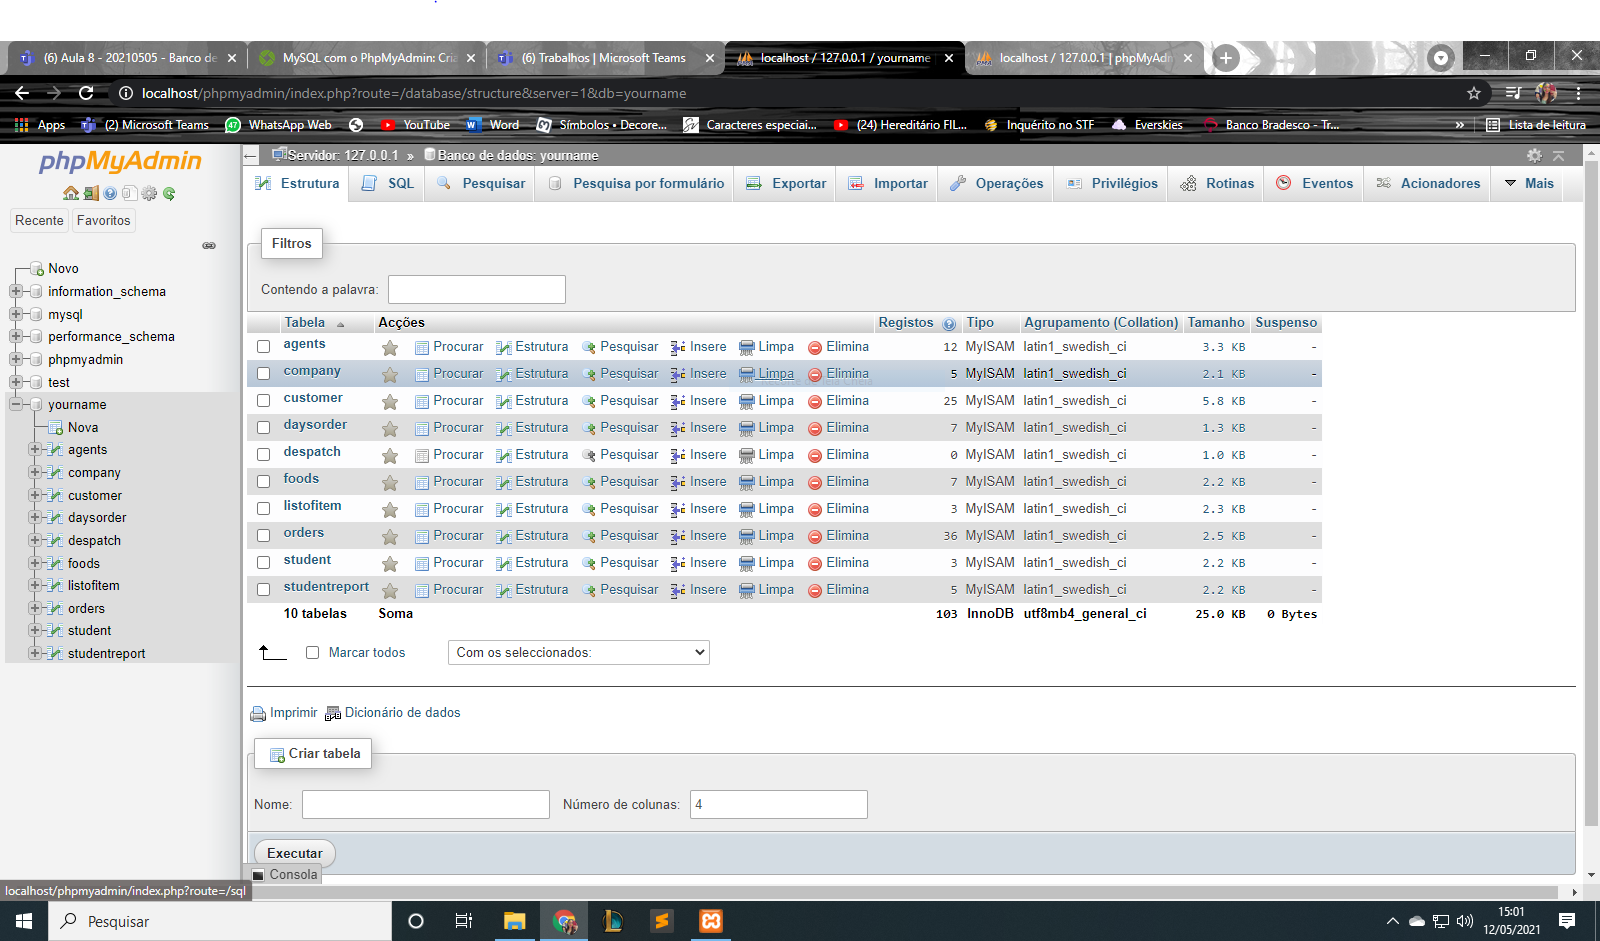 (6) Aula 8 - 20210505 - Banco de
MySQL com o PhpMyAdmin: Cria
(6) Trabalhos | Microsoft Teams
localhost / 127.0.0.1 / yourname
localhost / 127.0.0.1 | phpMyAdm
localhost/phpmyadmin/index.php?route=/database/structure&server=1&db=yourname
Apps (2) Microsoft Teams WhatsApp Web YouTube Word Símbolos • Decore... Caracteres especiai... (24) Hereditário FIL... Inquérito no STF Everskies Banco Bradesco - Tr... » Lista de leitura
phpMyAdmin
Recente Favoritos
Novo
information_schema
mysql
performance_schema
phpmyadmin
test
yourname
Nova
agents
company
customer
daysorder
despatch
foods
listofitem
orders
student
studentreport
Servidor: 127.0.0.1 » Banco de dados: yourname
Estrutura SQL Pesquisar Pesquisa por formulário Exportar Importar Operações Privilégios Rotinas Eventos Acionadores Mais
Filtros
Contendo a palavra:
Tabela Acções Registos Tipo Agrupamento (Collation) Tamanho Suspenso
agents Procurar Estrutura Pesquisar Insere Limpa Elimina 12 MyISAM latin1_swedish_ci 3.3 KB -
company Procurar Estrutura Pesquisar Insere Limpa Elimina 5 MyISAM latin1_swedish_ci 2.1 KB -
customer Procurar Estrutura Pesquisar Insere Limpa Elimina 25 MyISAM latin1_swedish_ci 5.8 KB -
daysorder Procurar Estrutura Pesquisar Insere Limpa Elimina 7 MyISAM latin1_swedish_ci 1.3 KB -
despatch Procurar Estrutura Pesquisar Insere Limpa Elimina 0 MyISAM latin1_swedish_ci 1.0 KB -
foods Procurar Estrutura Pesquisar Insere Limpa Elimina 7 MyISAM latin1_swedish_ci 2.2 KB -
listofitem Procurar Estrutura Pesquisar Insere Limpa Elimina 3 MyISAM latin1_swedish_ci 2.3 KB -
orders Procurar Estrutura Pesquisar Insere Limpa Elimina 36 MyISAM latin1_swedish_ci 2.5 KB -
student Procurar Estrutura Pesquisar Insere Limpa Elimina 3 MyISAM latin1_swedish_ci 2.2 KB -
studentreport Procurar Estrutura Pesquisar Insere Limpa Elimina 5 MyISAM latin1_swedish_ci 2.2 KB -
10 tabelas Soma 103 InnoDB utf8mb4_general_ci 25.0 KB 0 Bytes
Marcar todos Com os seleccionados:
Imprimir Dicionário de dados
Criar tabela
Nome: Número de colunas: 4
Executar
Consola
localhost/phpmyadmin/index.php?route=/sql
Pesquisar
15:01
12/05/2021